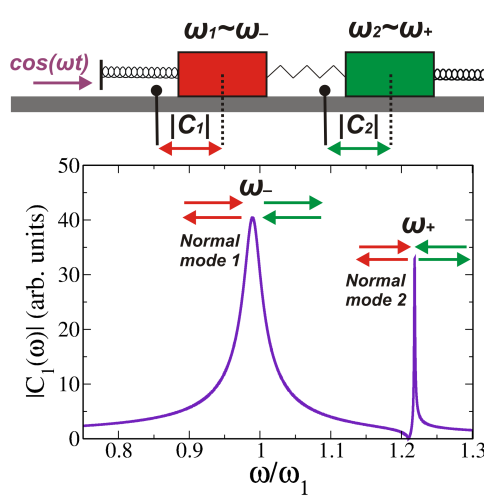 ω₁~ω₋ ω₂~ω₊
cos(ωt)
|C₁| |C₂|
50
40
30
20
10
0
|C₁(ω)| (arb. units)
ω₋
Normal
mode 1
ω₊
Normal
mode 2
0.8 0.9 1 1.1 1.2 1.3
ω/ω₁